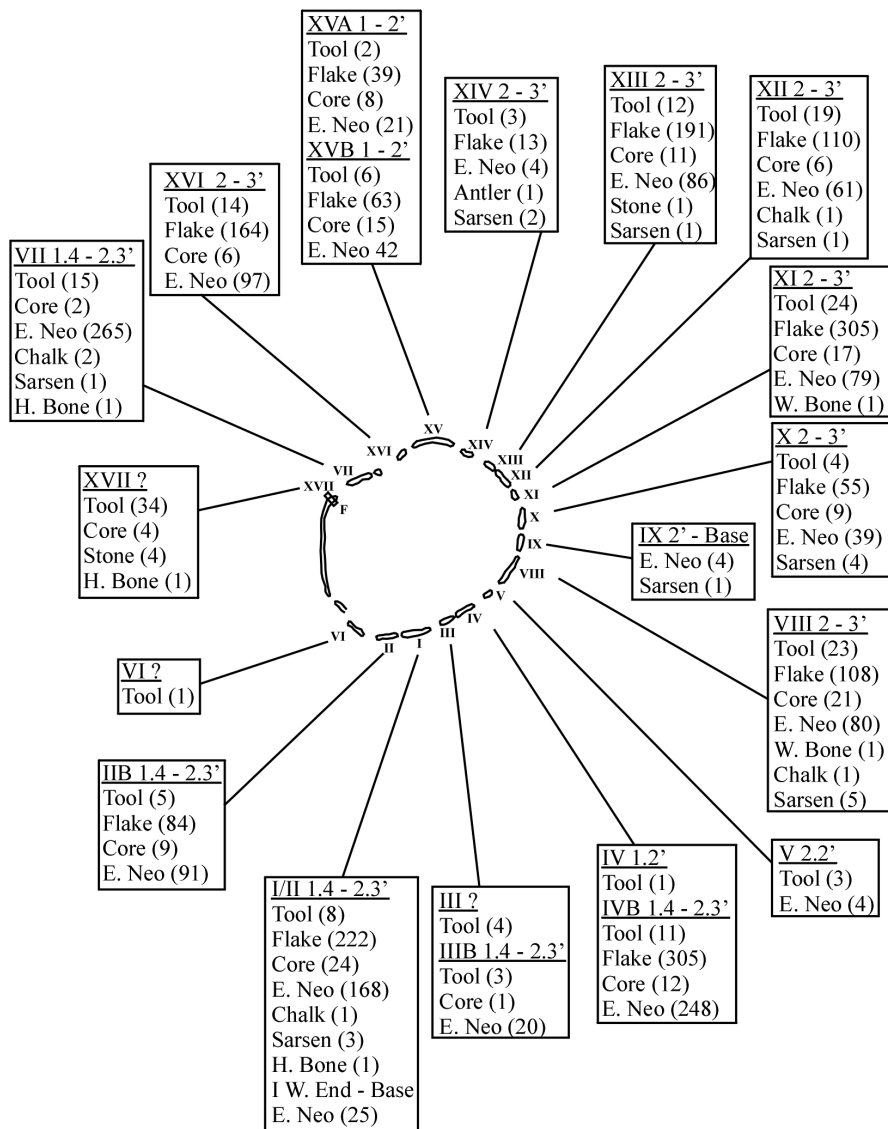 XVA 1 - 2’
Tool (2)
Flake (39)
Core (8)
E. Neo (21)
XVB 1 - 2’
Tool (6)
Flake (63)
Core (15)
E. Neo 42
XIV 2 - 3’
Tool (3)
Flake (13)
E. Neo (4)
Antler (1)
Sarsen (2)
XIII 2 - 3’
Tool (12)
Flake (191)
Core (11)
E. Neo (86)
Stone (1)
Sarsen (1)
XII 2 - 3’
Tool (19)
Flake (110)
Core (6)
E. Neo (61)
Chalk (1)
Sarsen (1)
XVI 2 - 3’
Tool (14)
Flake (164)
Core (6)
E. Neo (97)
VII 1.4 - 2.3’
Tool (15)
Core (2)
E. Neo (265)
Chalk (2)
Sarsen (1)
H. Bone (1)
XI 2 - 3’
Tool (24)
Flake (305)
Core (17)
E. Neo (79)
W. Bone (1)
X 2 - 3’
Tool (4)
Flake (55)
Core (9)
E. Neo (39)
Sarsen (4)
XVII ?
Tool (34)
Core (4)
Stone (4)
H. Bone (1)
IX 2’ - Base
E. Neo (4)
Sarsen (1)
XV
XVI
XIV
XIII
VII
XII
XVII
XI
F
X
IX
VIII
V
IV
III
VI
II
I
VIII 2 - 3’
Tool (23)
Flake (108)
Core (21)
E. Neo (80)
W. Bone (1)
Chalk (1)
Sarsen (5)
VI ?
Tool (1)
IIB 1.4 - 2.3’
Tool (5)
Flake (84)
Core (9)
E. Neo (91)
I/II 1.4 - 2.3’
Tool (8)
Flake (222)
Core (24)
E. Neo (168)
Chalk (1)
Sarsen (3)
H. Bone (1)
I W. End - Base
E. Neo (25)
III ?
Tool (4)
IIIB 1.4 - 2.3’
Tool (3)
Core (1)
E. Neo (20)
IV 1.2’
Tool (1)
IVB 1.4 - 2.3’
Tool (11)
Flake (305)
Core (12)
E. Neo (248)
V 2.2’
Tool (3)
E. Neo (4)